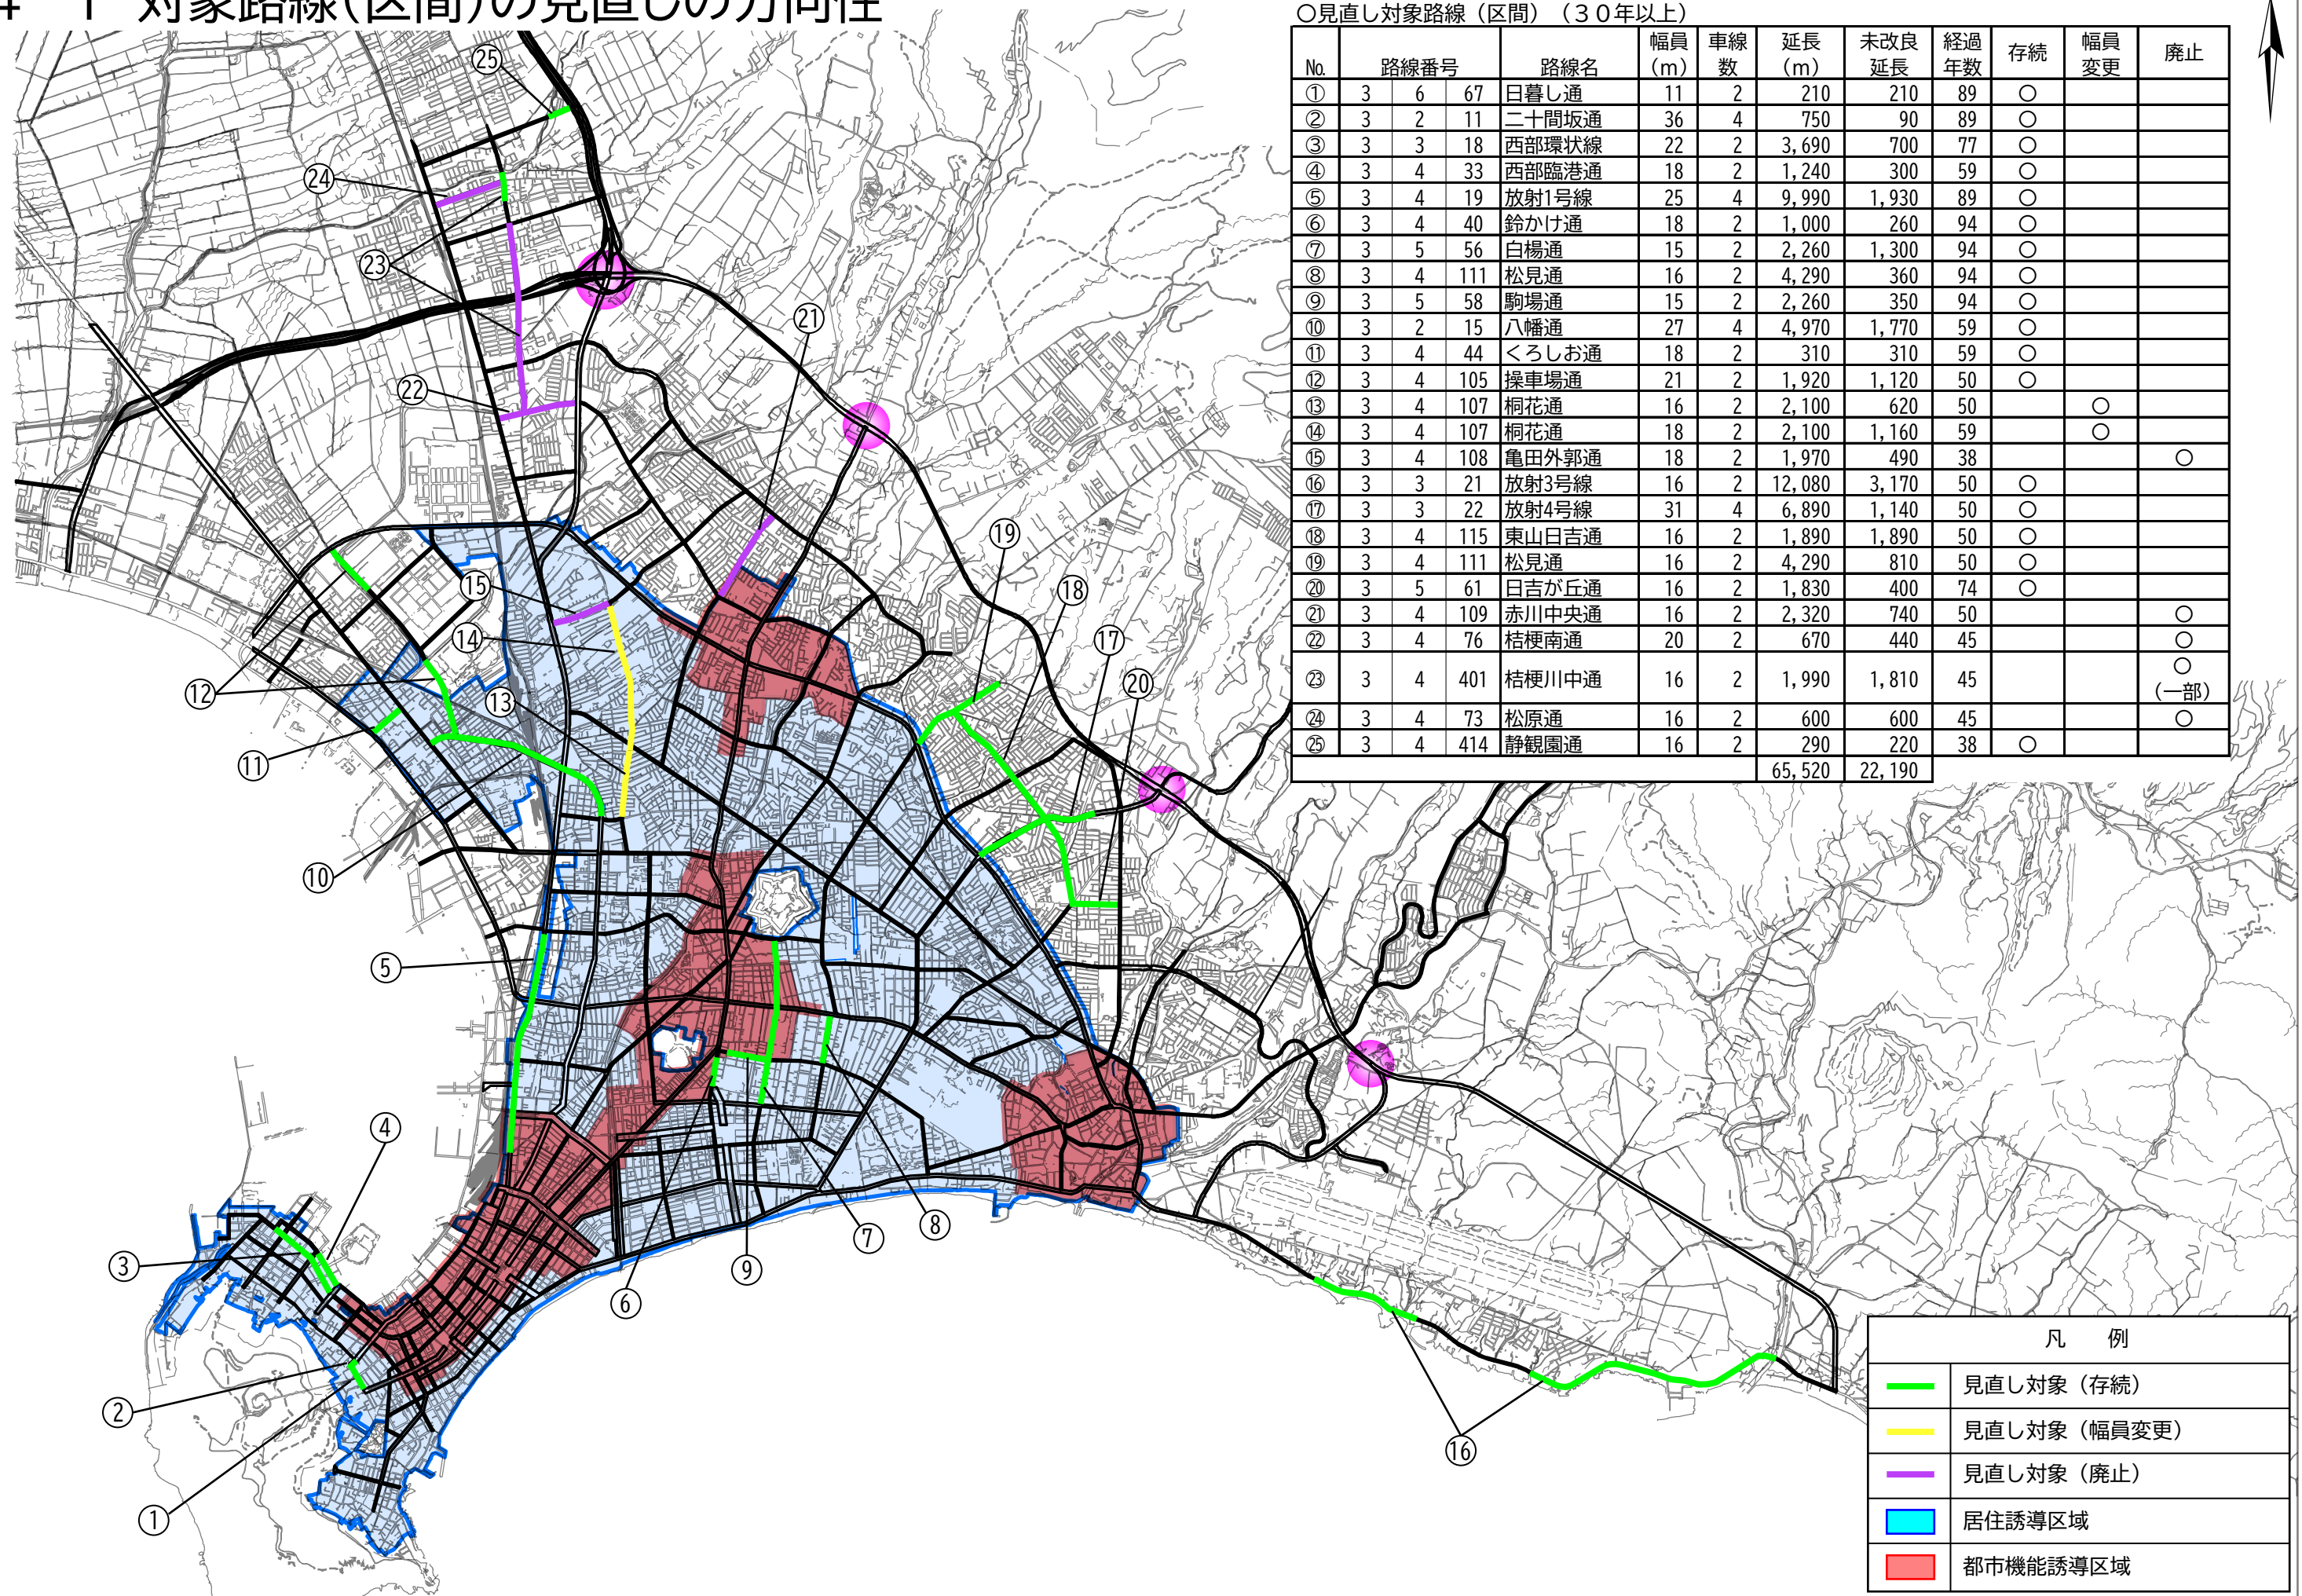 対象路線(区間)の見直しの方向性
○見直し対象路線（区間）（３０年以上）
No. 路線番号 路線名 幅員(m) 車線数 延長(m) 未改良延長 経過年数 存続 幅員変更 廃止
① 3 6 67 日暮し通 11 2 210 210 89 ○
② 3 2 11 二十間坂通 36 4 750 90 89 ○
③ 3 3 18 西部環状線 22 2 3,690 700 77 ○
④ 3 4 33 西部臨港通 18 2 1,240 300 59 ○
⑤ 3 4 19 放射1号線 25 4 9,990 1,930 89 ○
⑥ 3 4 40 鈴かけ通 18 2 1,000 260 94 ○
⑦ 3 5 56 白楊通 15 2 2,260 1,300 94 ○
⑧ 3 4 111 松見通 16 2 4,290 360 94 ○
⑨ 3 5 58 駒場通 15 2 2,260 350 94 ○
⑩ 3 2 15 八幡通 27 4 4,970 1,770 59 ○
⑪ 3 4 44 くろしお通 18 2 310 310 59 ○
⑫ 3 4 105 操車場通 21 2 1,920 1,120 50 ○
⑬ 3 4 107 桐花通 16 2 2,100 620 50 ○
⑭ 3 4 107 桐花通 18 2 2,100 1,160 59 ○
⑮ 3 4 108 亀田外郭通 18 2 1,970 490 38 ○
⑯ 3 3 21 放射3号線 16 2 12,080 3,170 50 ○
⑰ 3 3 22 放射4号線 31 4 6,890 1,140 50 ○
⑱ 3 4 115 東山日吉通 16 2 1,890 1,890 50 ○
⑲ 3 4 111 松見通 16 2 4,290 810 50 ○
⑳ 3 5 61 日吉が丘通 16 2 1,830 400 74 ○
㉑ 3 4 109 赤川中央通 16 2 2,320 740 50 ○
㉒ 3 4 76 桔梗南通 20 2 670 440 45 ○
㉓ 3 4 401 桔梗川中通 16 2 1,990 1,810 45 ○（一部）
㉔ 3 4 73 松原通 16 2 600 600 45 ○
㉕ 3 4 414 静観園通 16 2 290 220 38 ○
65,520 22,190
㉕
㉔
㉓
㉑
㉒
⑲
⑮
⑱
⑭
⑰
⑫
⑳
⑬
⑪
⑩
⑤
④
⑧
⑦
③
⑨
⑥
②
⑯
①
凡　例
見直し対象（存続）
見直し対象（幅員変更）
見直し対象（廃止）
居住誘導区域
都市機能誘導区域